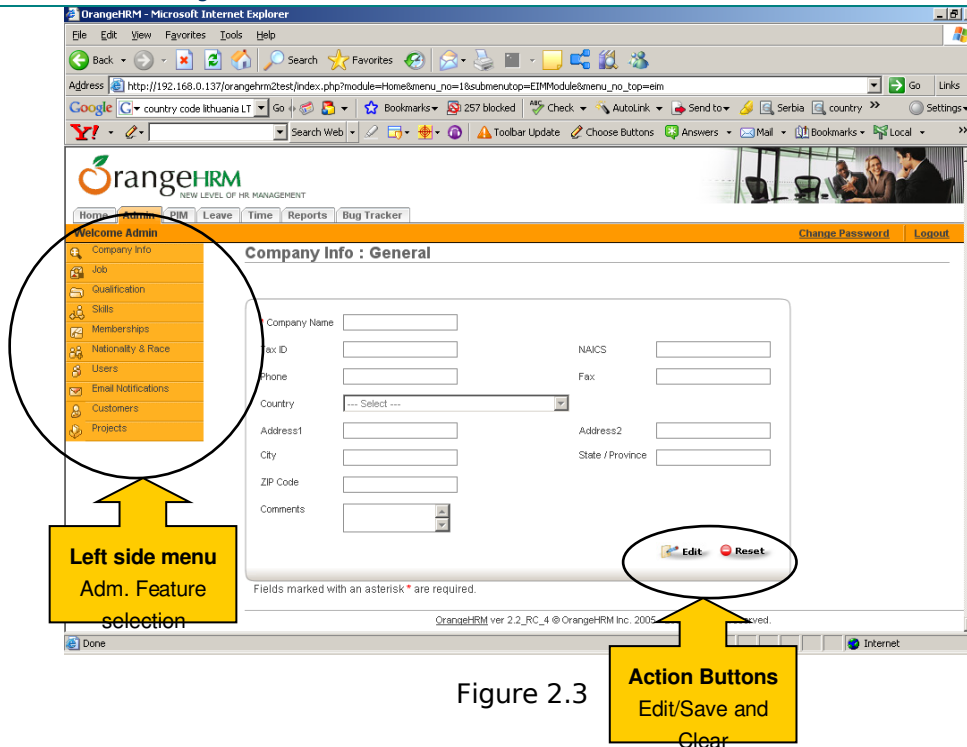 OrangeHRM - Microsoft Internet Explorer
File Edit View Favorites Tools Help
Back Search Favorites
Address http://192.168.0.137/orangehrm2test/index.php?module=Home&menu_no=1&submenutop=EIMModule&menu_no_top=eim Go Links
Google G country code lithuania LT Go Bookmarks 257 blocked ABC Check AutoLink Send to Serbia country » Settings
Y! Search Web Toolbar Update Choose Buttons Answers Mail Bookmarks Local »
OrangeHRM
NEW LEVEL OF HR MANAGEMENT
Home Admin PIM Leave Time Reports Bug Tracker
Welcome Admin Change Password Logout
Company Info
Job
Qualification
Skills
Memberships
Nationality & Race
Users
Email Notifications
Customers
Projects
Company Info : General
* Company Name
Tax ID NAICS
Phone Fax
Country --- Select ---
Address1 Address2
City State / Province
ZIP Code
Comments
Edit Reset
Fields marked with an asterisk * are required.
OrangeHRM ver 2.2_RC_4 © OrangeHRM Inc. 2005
Done Internet
Left side menu
Adm. Feature
selection
Action Buttons
Edit/Save and
Clear
Figure 2.3